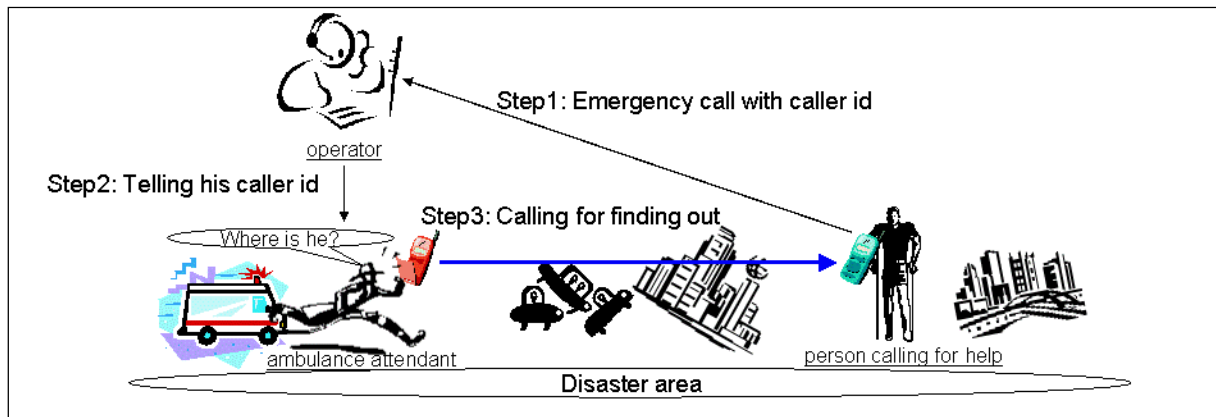 Step1: Emergency call with caller id
operator
Step2: Telling his caller id
Step3: Calling for finding out
Where is he?
ambulance attendant
person calling for help
Disaster area